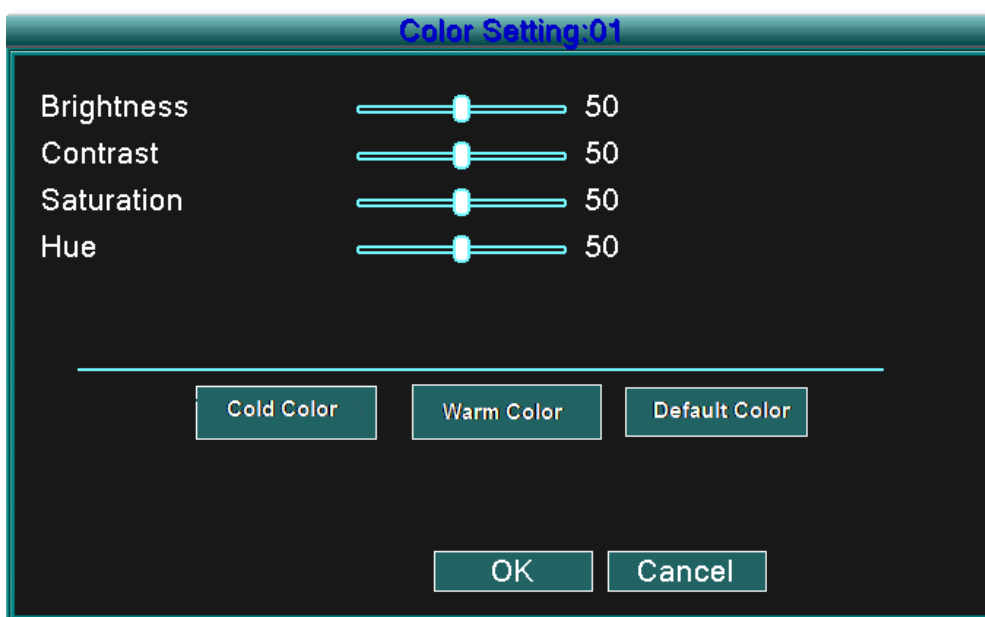 Color Setting:01
Brightness 50
Contrast 50
Saturation 50
Hue 50
Cold Color Warm Color Default Color
OK Cancel